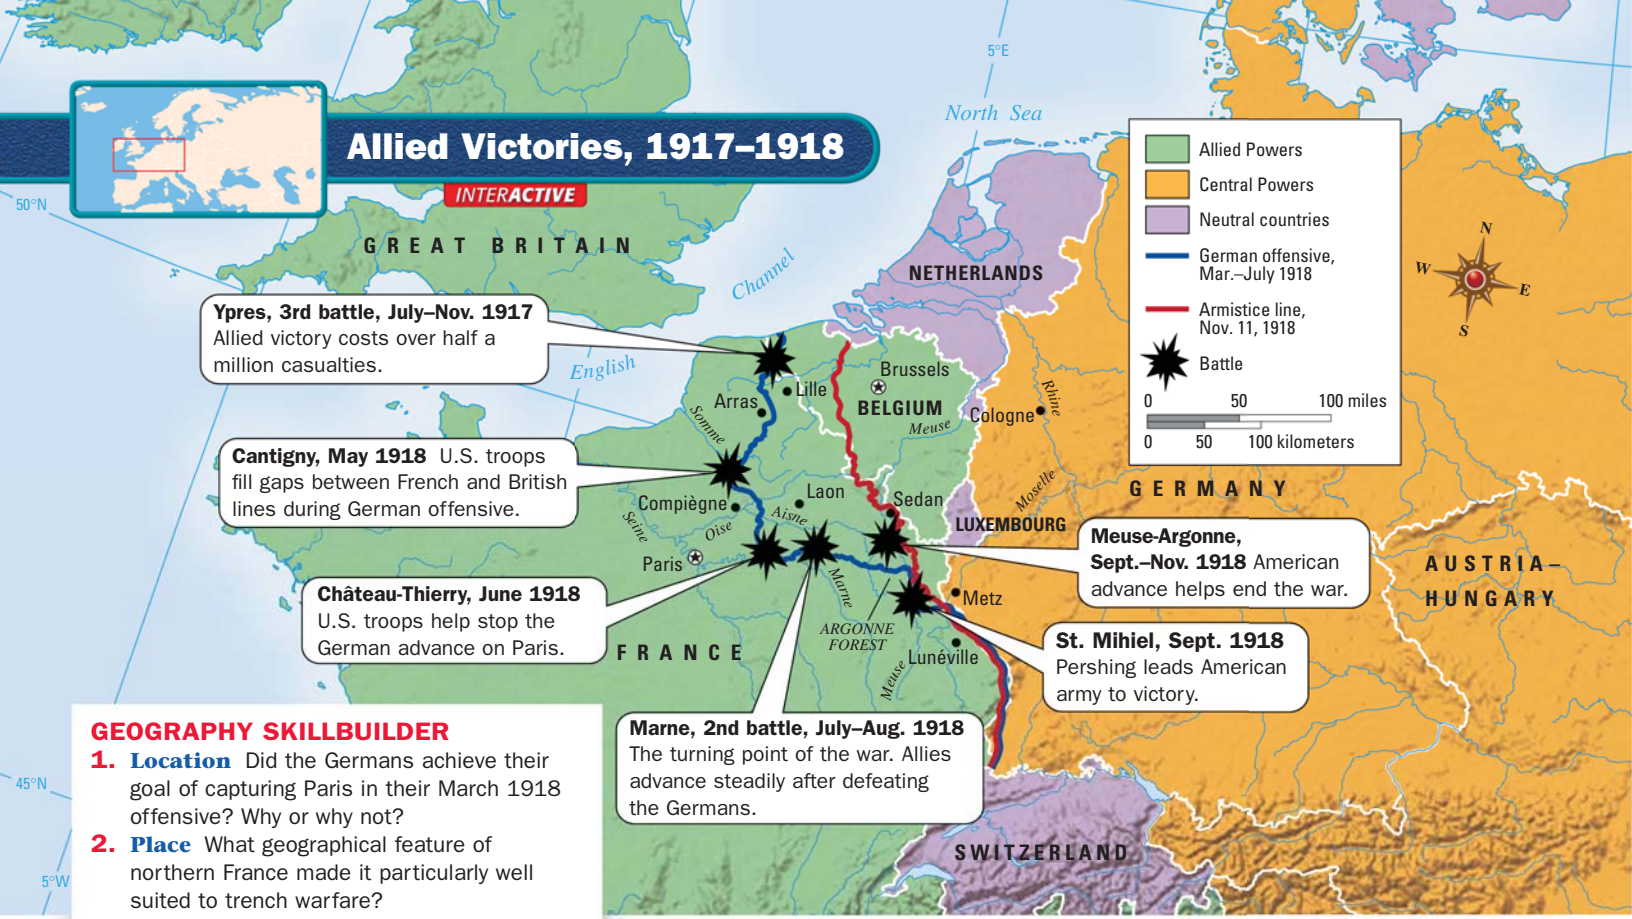 5°E
North Sea
Allied Victories, 1917–1918
INTERACTIVE
50°N
GREAT BRITAIN
English
Channel
NETHERLANDS
Allied Powers
Central Powers
Neutral countries
German offensive,
Mar.–July 1918
Armistice line,
Nov. 11, 1918
Battle
0 50 100 miles
0 50 100 kilometers
N
W
E
S
Ypres, 3rd battle, July–Nov. 1917
Allied victory costs over half a
million casualties.
Lille
Brussels
Arras
BELGIUM
Cologne
Rhine
Somme
Meuse
Cantigny, May 1918 U.S. troops
fill gaps between French and British
lines during German offensive.
Compiègne
Laon
Sedan
Moselle
GERMANY
Seine
Oise
Aisne
LUXEMBOURG
Paris
Meuse-Argonne,
Sept.–Nov. 1918 American
advance helps end the war.
AUSTRIA–
HUNGARY
Château-Thierry, June 1918
U.S. troops help stop the
German advance on Paris.
Marne
Metz
ARGONNE
FOREST
FRANCE
Meuse
Lunéville
St. Mihiel, Sept. 1918
Pershing leads American
army to victory.
Marne, 2nd battle, July–Aug. 1918
The turning point of the war. Allies
advance steadily after defeating
the Germans.
SWITZERLAND
45°N
5°W
GEOGRAPHY SKILLBUILDER
1. Location Did the Germans achieve their
goal of capturing Paris in their March 1918
offensive? Why or why not?
2. Place What geographical feature of
northern France made it particularly well
suited to trench warfare?